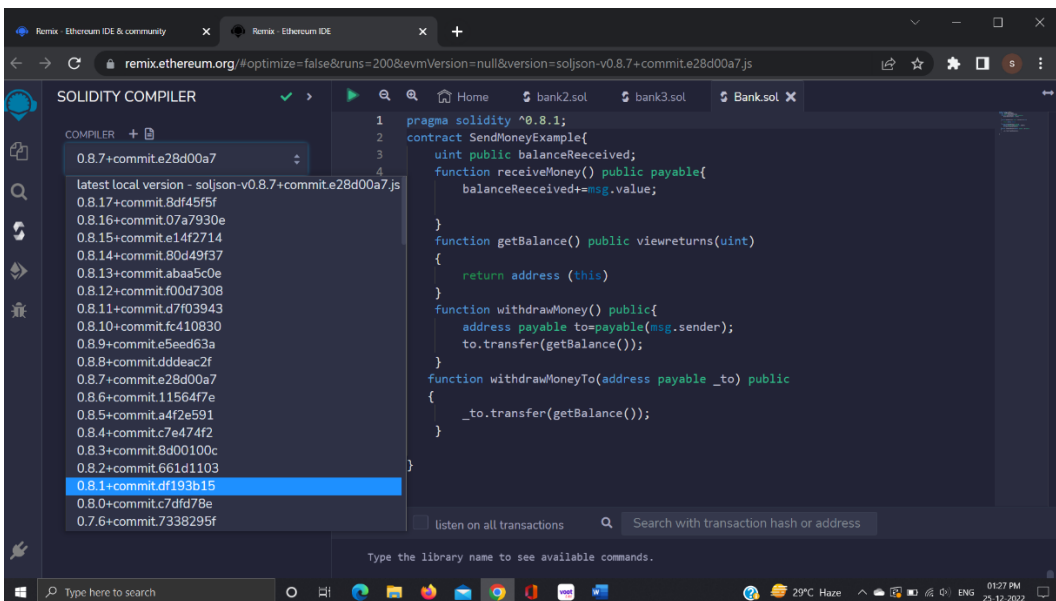 Remix - Ethereum IDE & community
Remix - Ethereum IDE
remix.ethereum.org/#optimize=false&runs=200&evmVersion=null&version=soljson-v0.8.7+commit.e28d00a7.js
s
SOLIDITY COMPILER
Home
bank2.sol
bank3.sol
Bank.sol
COMPILER
0.8.7+commit.e28d00a7
latest local version - soljson-v0.8.7+commit.e28d00a7.js
0.8.17+commit.8df45f5f
0.8.16+commit.07a7930e
0.8.15+commit.e14f2714
0.8.14+commit.80d49f37
0.8.13+commit.abaa5c0e
0.8.12+commit.f00d7308
0.8.11+commit.d7f03943
0.8.10+commit.fc410830
0.8.9+commit.e5eed63a
0.8.8+commit.dddeac2f
0.8.7+commit.e28d00a7
0.8.6+commit.11564f7e
0.8.5+commit.a4f2e591
0.8.4+commit.c7e474f2
0.8.3+commit.8d00100c
0.8.2+commit.661d1103
0.8.1+commit.df193b15
0.8.0+commit.c7dfd78e
0.7.6+commit.7338295f
1 pragma solidity ^0.8.1;
2 contract SendMoneyExample{
3 uint public balanceReeceived;
4 function receiveMoney() public payable{
balanceReeceived+=msg.value;
}
function getBalance() public viewreturns(uint)
{
return address (this)
}
function withdrawMoney() public{
address payable to=payable(msg.sender);
to.transfer(getBalance());
}
function withdrawMoneyTo(address payable _to) public
{
_to.transfer(getBalance());
}
}
listen on all transactions
Search with transaction hash or address
Type the library name to see available commands.
Type here to search
voot
29°C Haze
ENG
01:27 PM
25-12-2022